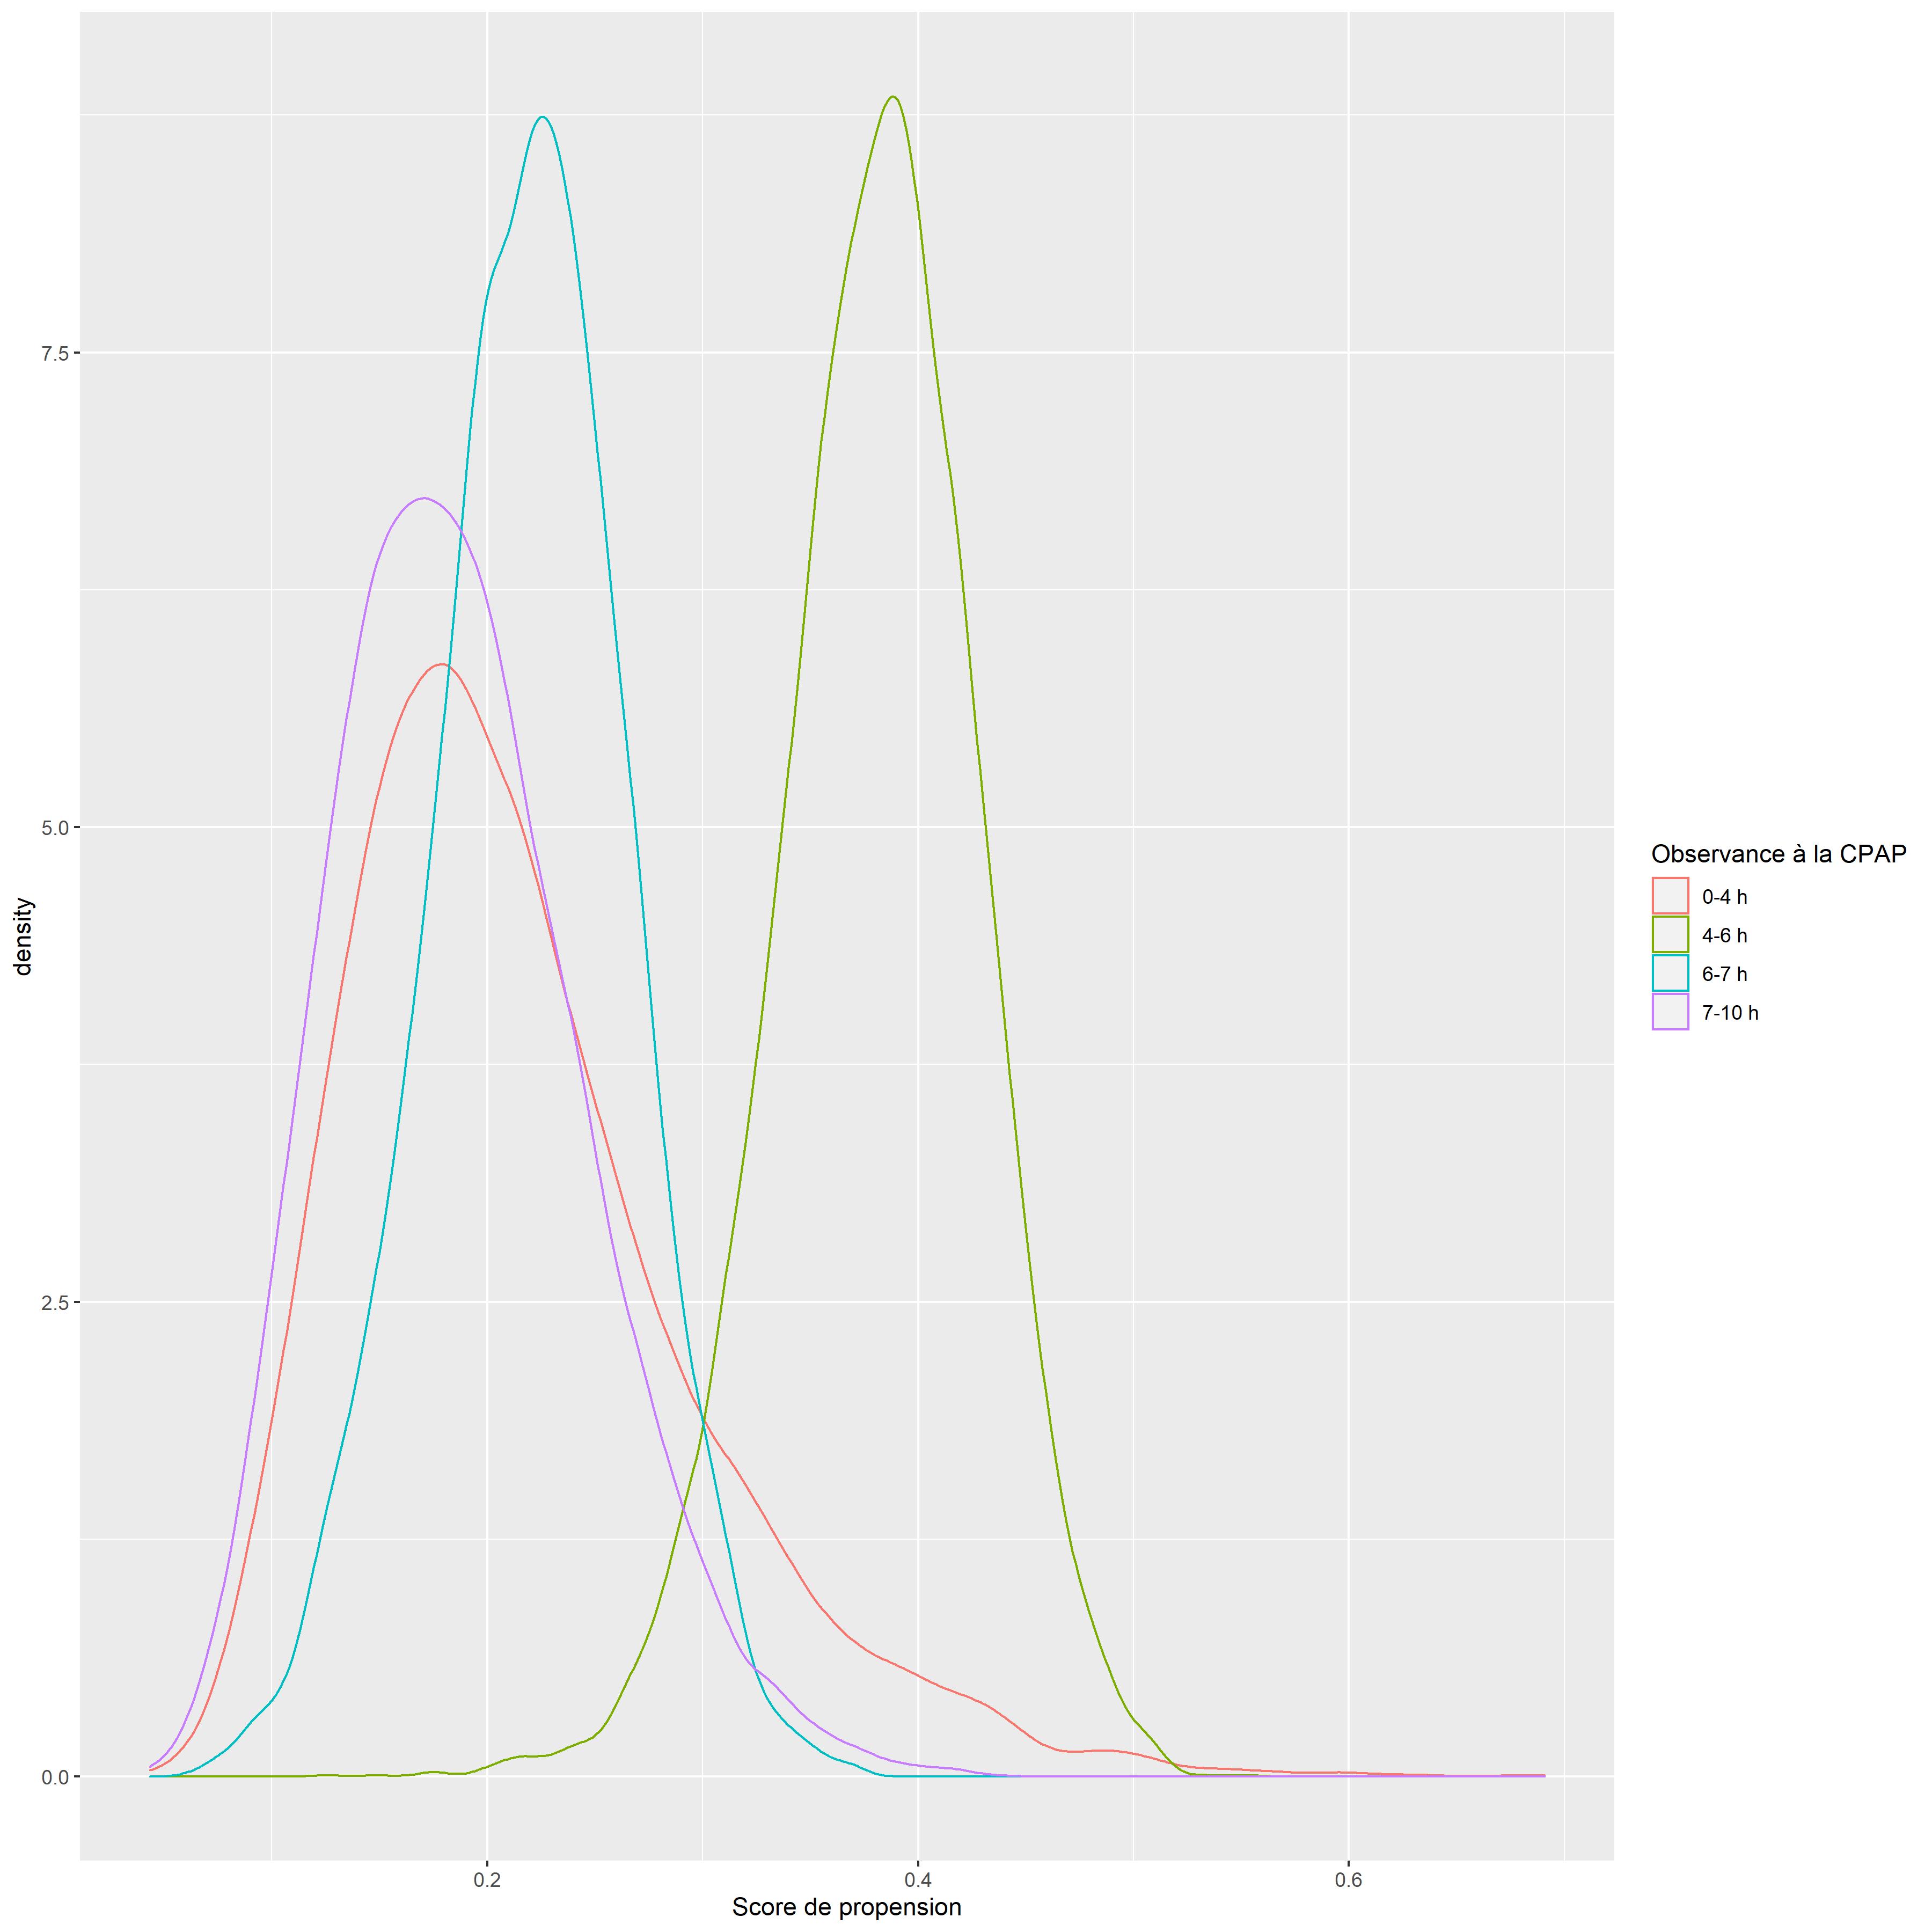 7.5
5.0
2.5
0.0
density
0.2
0.4
0.6
Score de propension
Observance à la CPAP
0-4 h
4-6 h
6-7 h
7-10 h